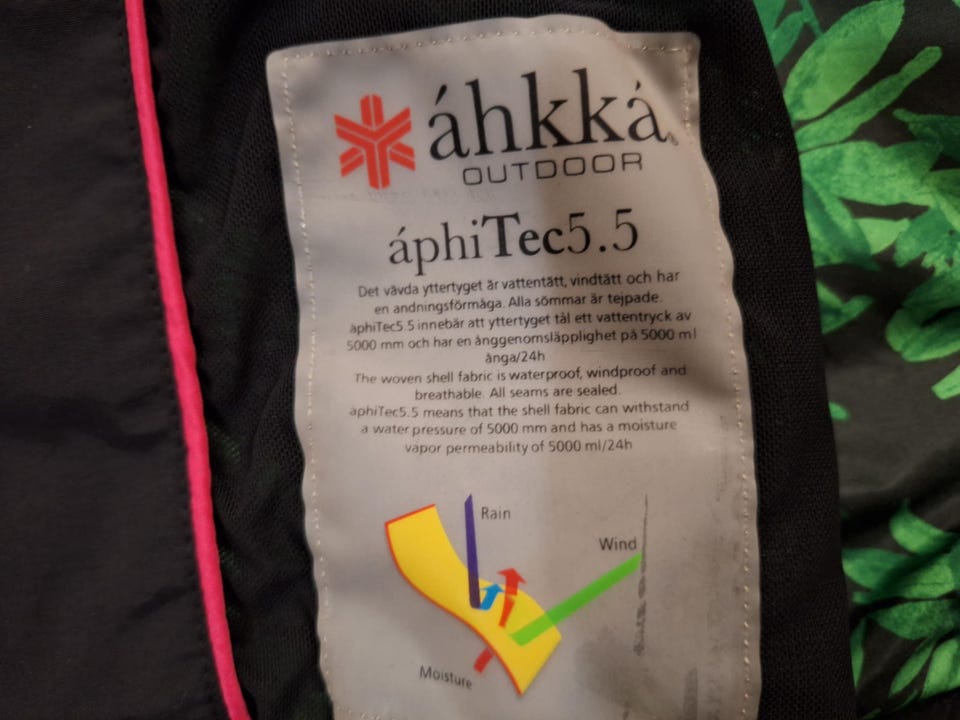 áhkká®
OUTDOOR
áphiTec5.5
Det vävda yttertyget är vattentätt, vindtätt och har
en andningsförmåga. Alla sömmar är tejpade.
áphiTec5.5 innebär att yttertyget tål ett vattentryck av
5000 mm och har en ånggenomsläpplighet på 5000 ml
ånga/24h
The woven shell fabric is waterproof, windproof and
breathable. All seams are sealed.
áphiTec5.5 means that the shell fabric can withstand
a water pressure of 5000 mm and has a moisture
vapor permeability of 5000 ml/24h
Rain
Wind
Moisture